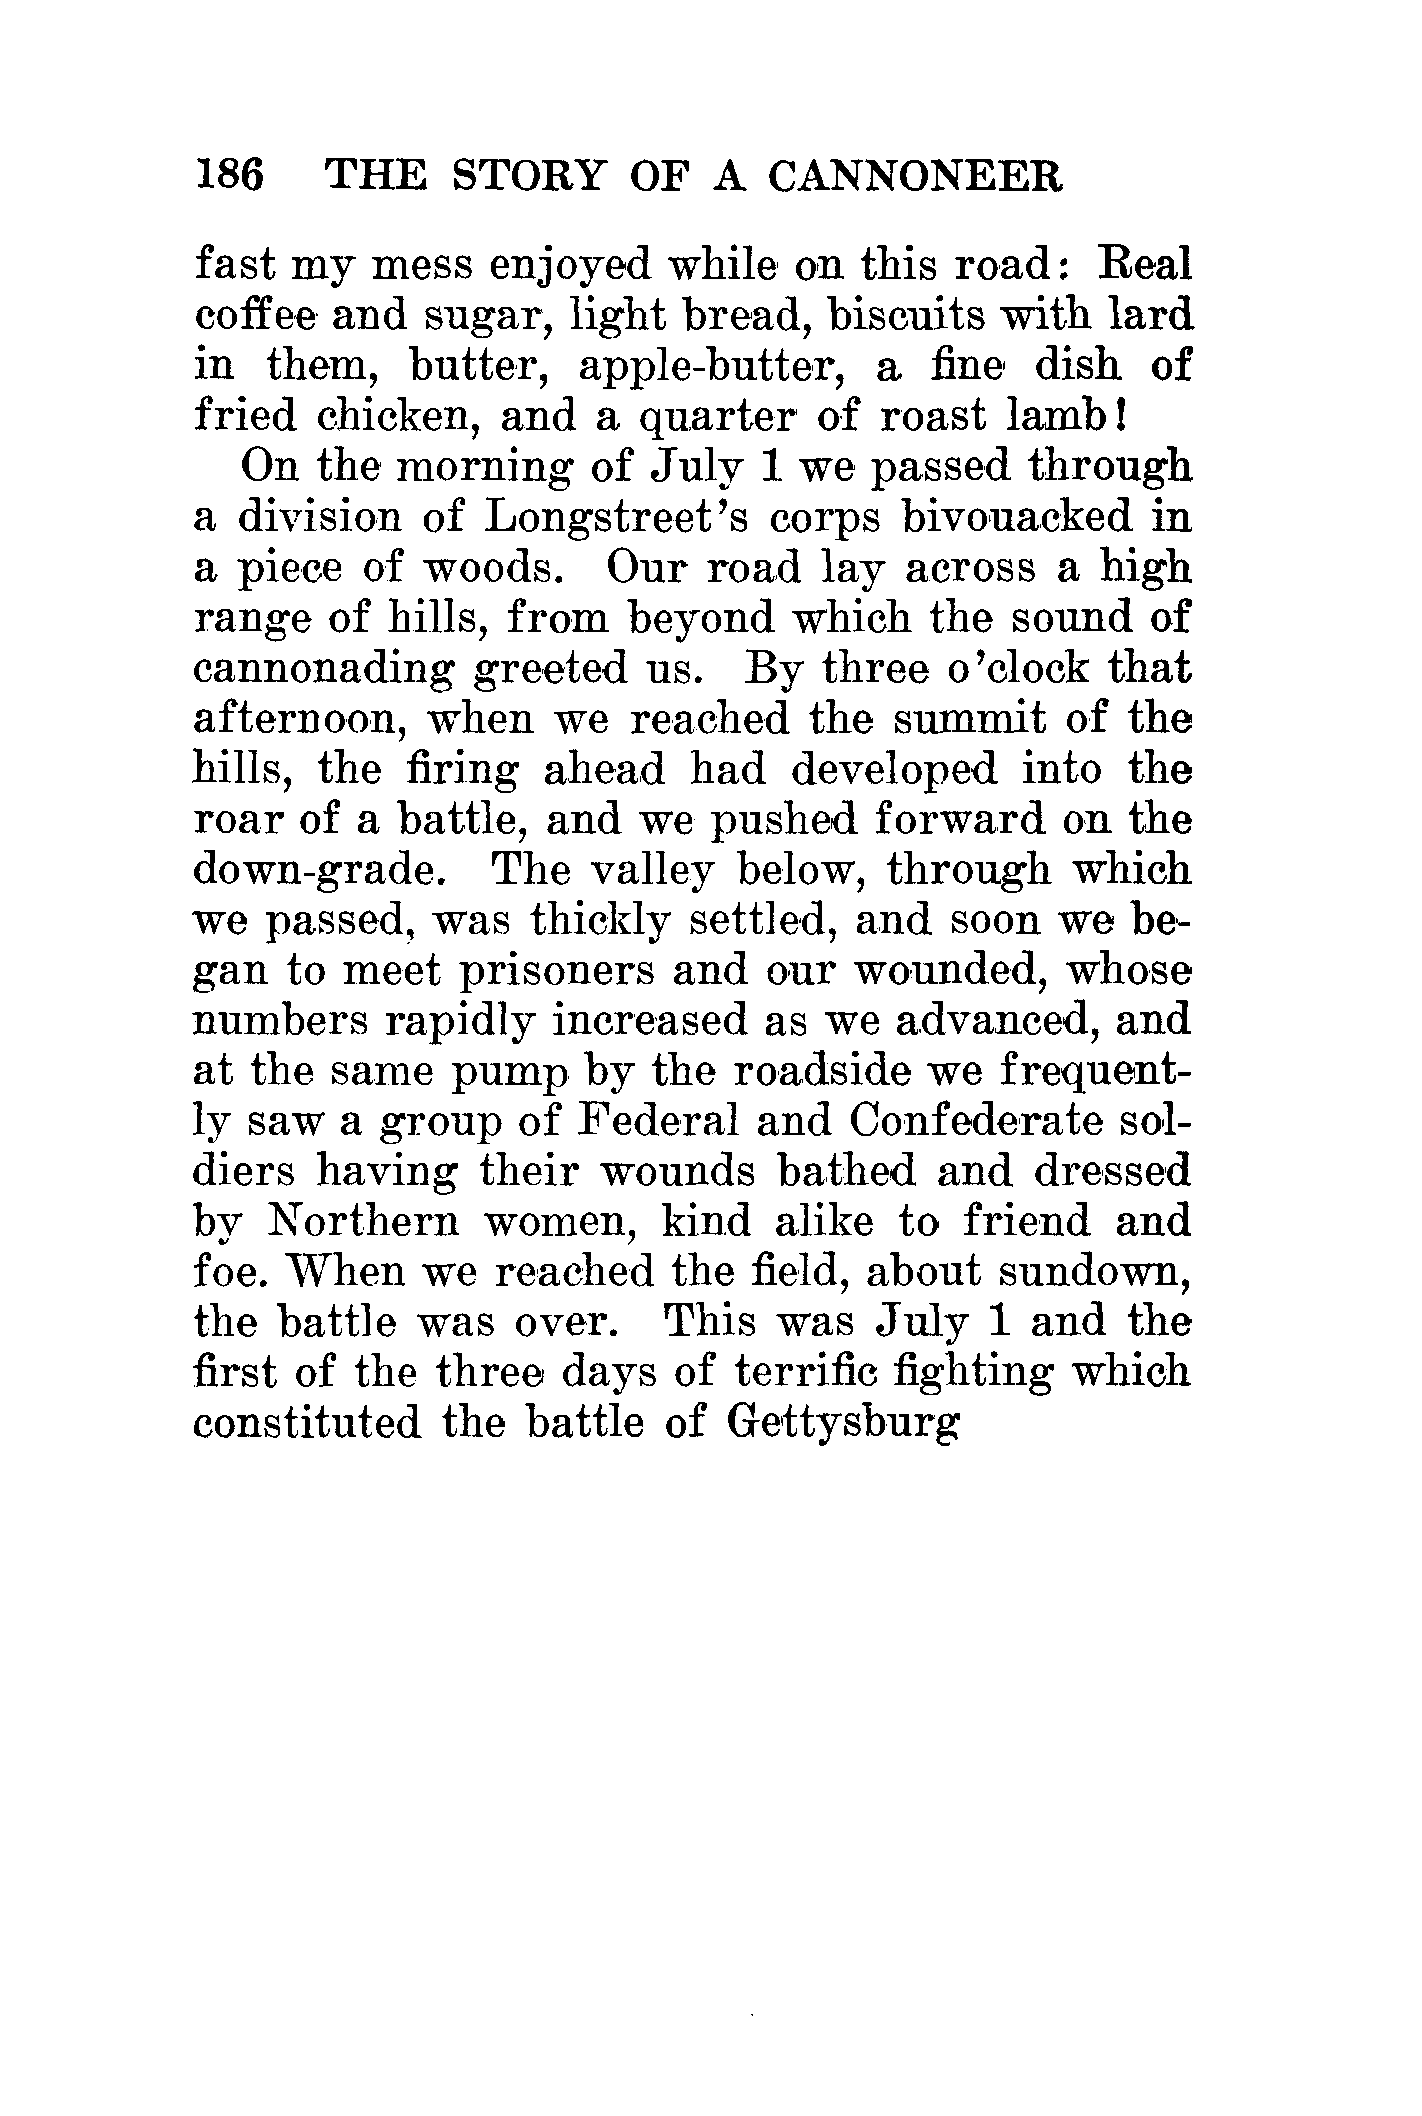 186 THE STORY OF A CANNONEER
fast my mess enjoyed while on this road: Real
coffee and sugar, light bread, biscuits with lard
in them, butter, apple-butter, a fine dish of
fried chicken, and a quarter of roast lamb!
On the morning of July 1 we passed through
a division of Longstreet's corps bivouacked in
a piece of woods. Our road lay across a high
range of hills, from beyond which the sound of
cannonading greeted us. By three o'clock that
afternoon, when we reached the summit of the
hills, the firing ahead had developed into the
roar of a battle, and we pushed forward on the
down-grade. The valley below, through which
we passed, was thickly settled, and soon we be-
gan to meet prisoners and our wounded, whose
numbers rapidly increased as we advanced, and
at the same pump by the roadside we frequent-
ly saw a group of Federal and Confederate sol-
diers having their wounds bathed and dressed
by Northern women, kind alike to friend and
foe. When we reached the field, about sundown,
the battle was over. This was July 1 and the
first of the three days of terrific fighting which
constituted the battle of Gettysburg